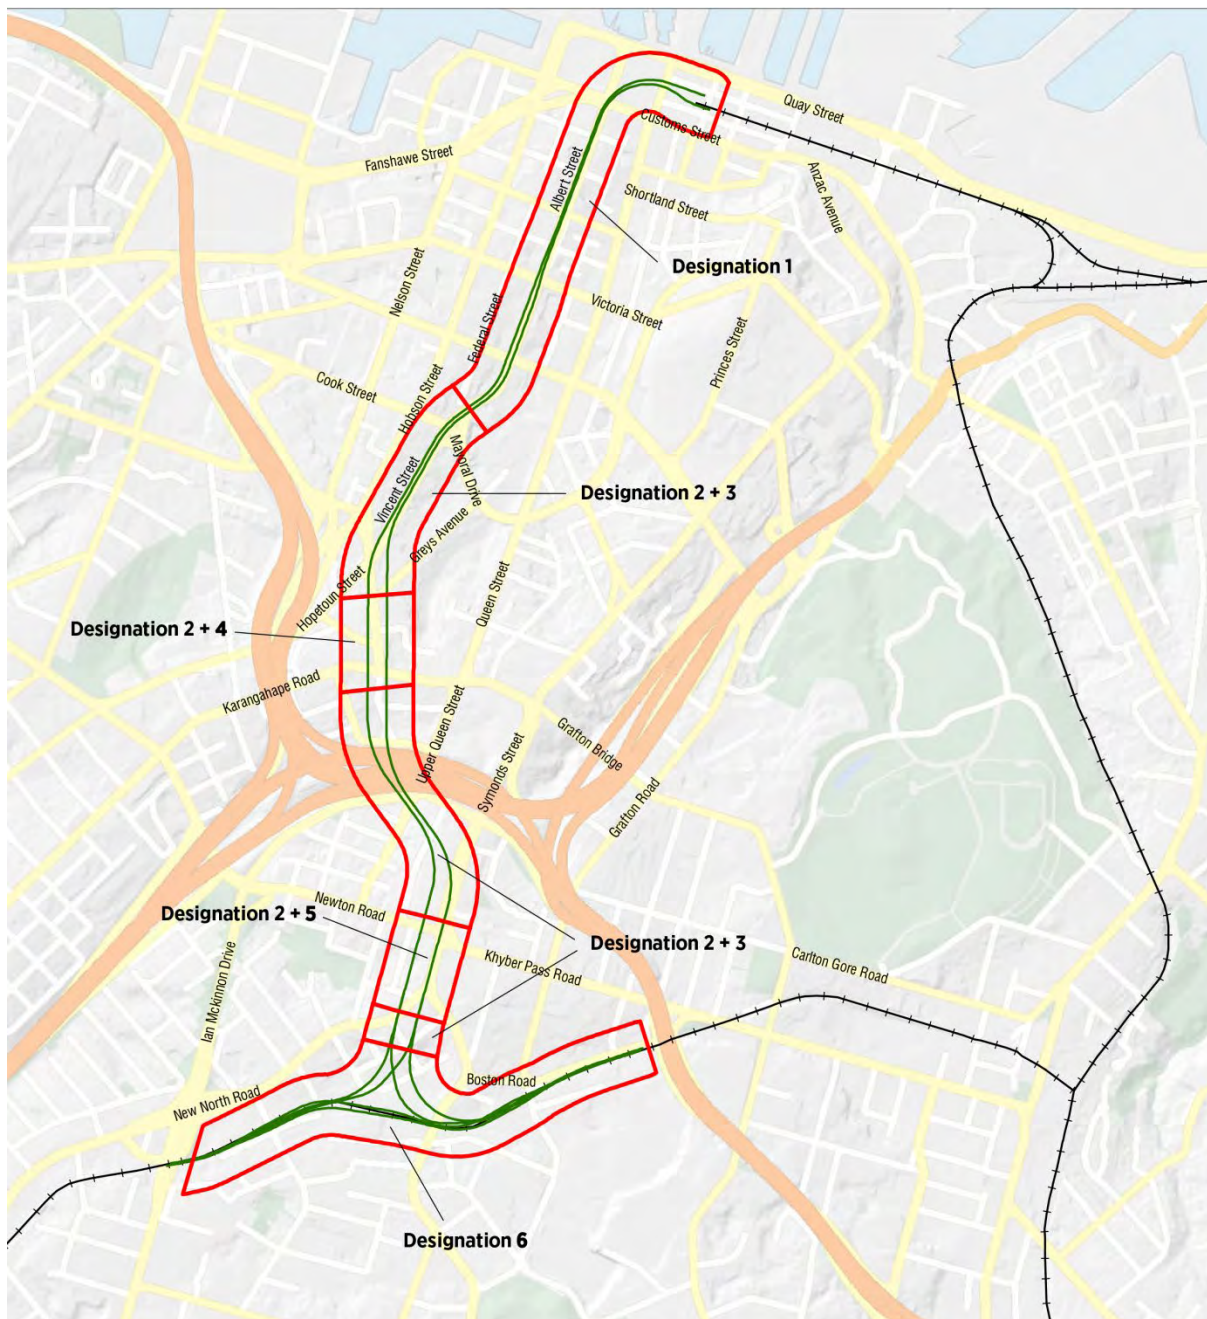 Quay Street
Customs Street
Fanshawe Street
Albert Street
Anzac Avenue
Shortland Street
Designation 1
Nelson Street
Victoria Street
Federal Street
Princes Street
Cook Street
Hobson Street
Mayoral Drive
Vincent Street
Designation 2 + 3
Greys Avenue
Queen Street
Hopetoun Street
Designation 2 + 4
Karangahape Road
Upper Queen Street
Grafton Bridge
Symonds Street
Grafton Road
Newton Road
Designation 2 + 5
Designation 2 + 3
Khyber Pass Road
Carlton Gore Road
Ian Mckinnon Drive
Boston Road
New North Road
Designation 6